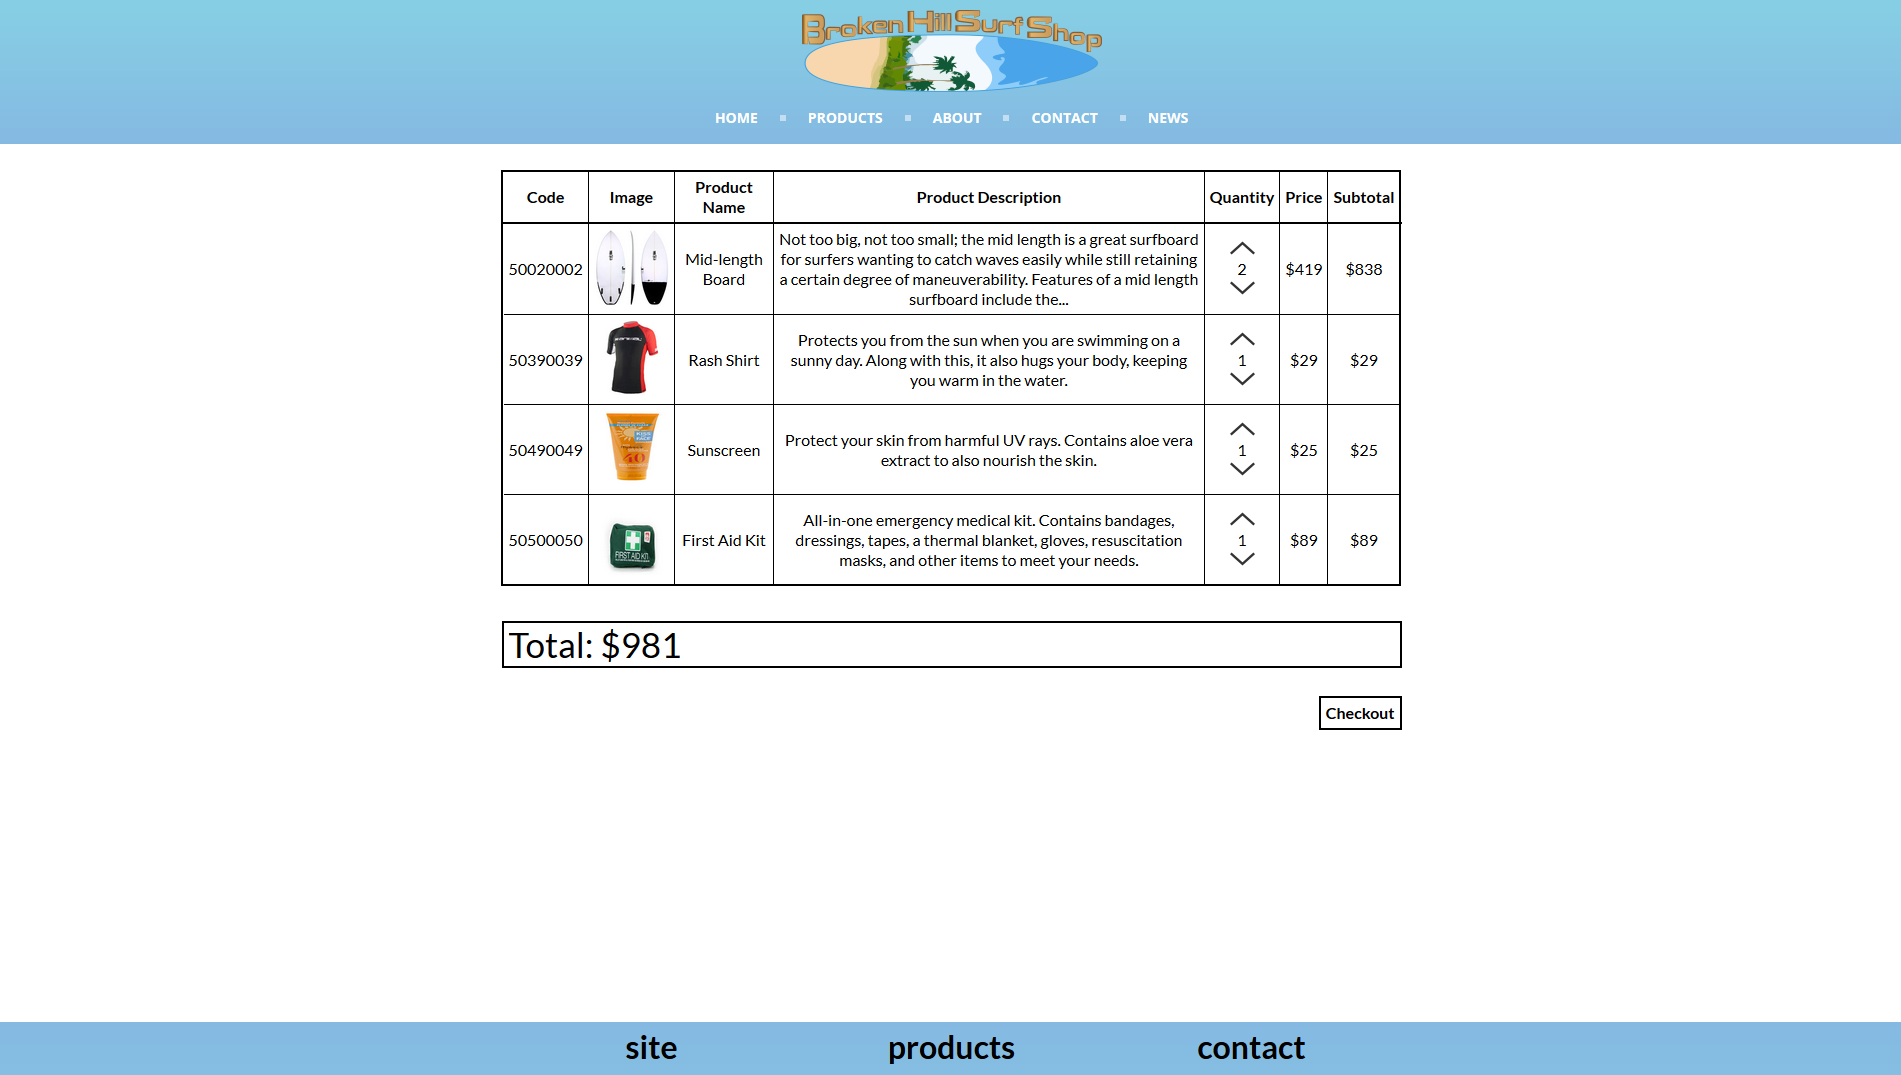 Broken Hill Surf Shop
HOME PRODUCTS ABOUT CONTACT NEWS
Code Image Product Name Product Description Quantity Price Subtotal
50020002
Mid-length
Board
Not too big, not too small; the mid length is a great surfboard
for surfers wanting to catch waves easily while still retaining
a certain degree of maneuverability. Features of a mid length
surfboard include the...
2
$419
$838
50390039
Rash Shirt
Protects you from the sun when you are swimming on a
sunny day. Along with this, it also hugs your body, keeping
you warm in the water.
1
$29
$29
50490049
40
Sunscreen
Protect your skin from harmful UV rays. Contains aloe vera
extract to also nourish the skin.
1
$25
$25
50500050
FIRST AID KIT
First Aid Kit
All-in-one emergency medical kit. Contains bandages,
dressings, tapes, a thermal blanket, gloves, resuscitation
masks, and other items to meet your needs.
1
$89
$89
Total: $981
Checkout
site products contact